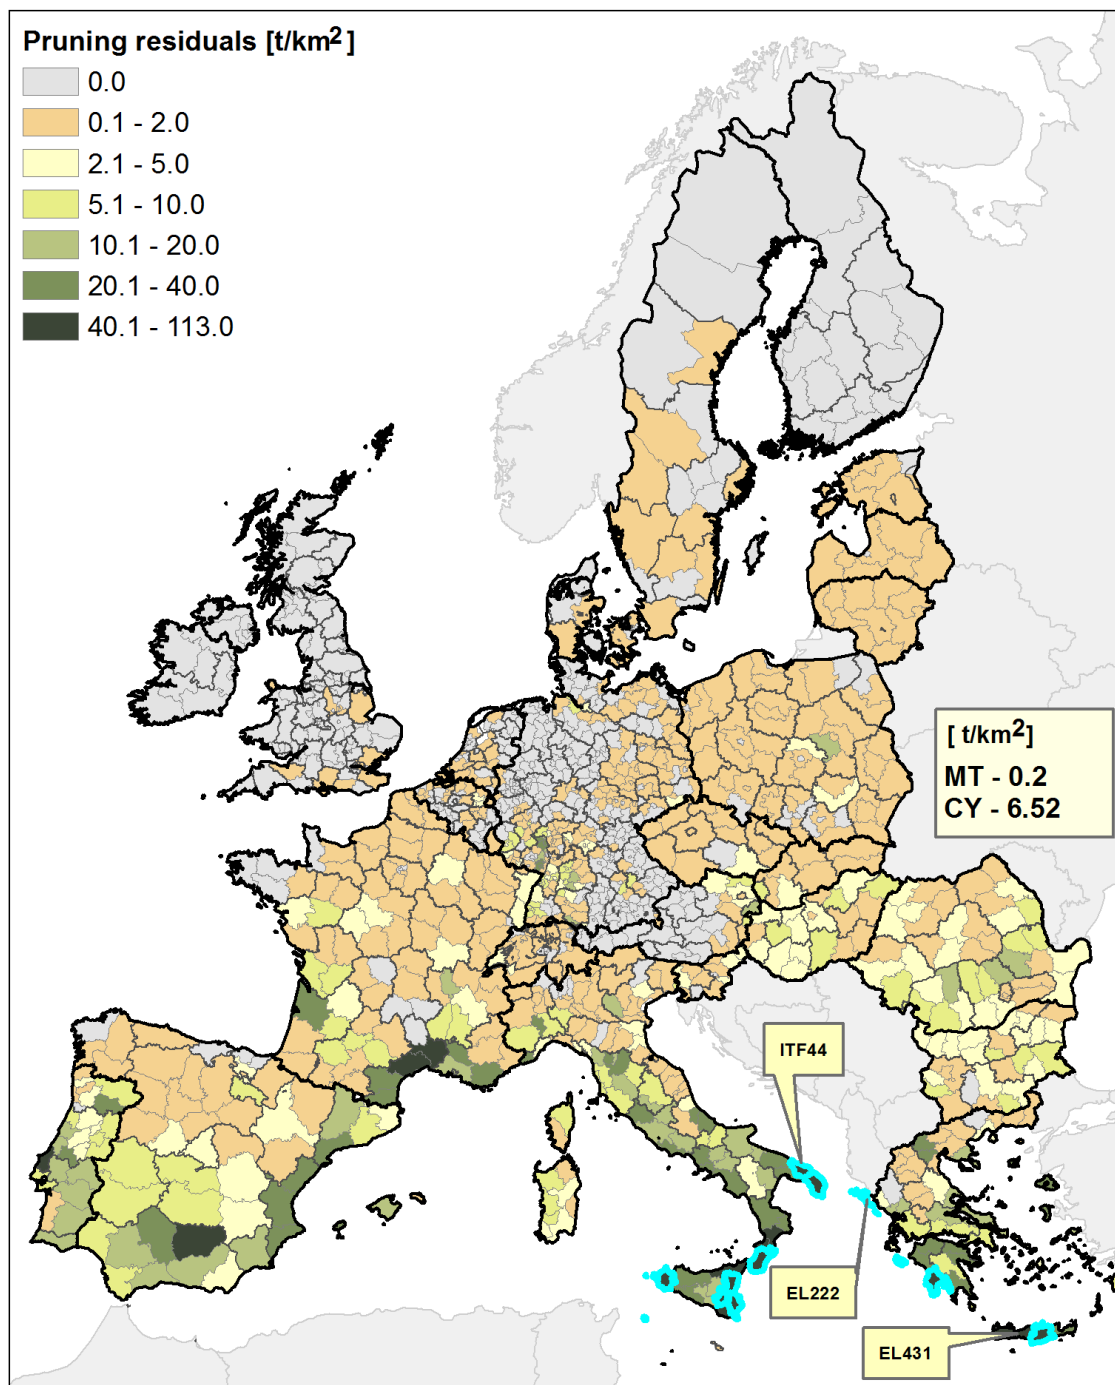 Pruning residuals [t/km²]
0.0
0.1 - 2.0
2.1 - 5.0
5.1 - 10.0
10.1 - 20.0
20.1 - 40.0
40.1 - 113.0
[ t/km²]
MT - 0.2
CY - 6.52
ITF44
EL222
EL431